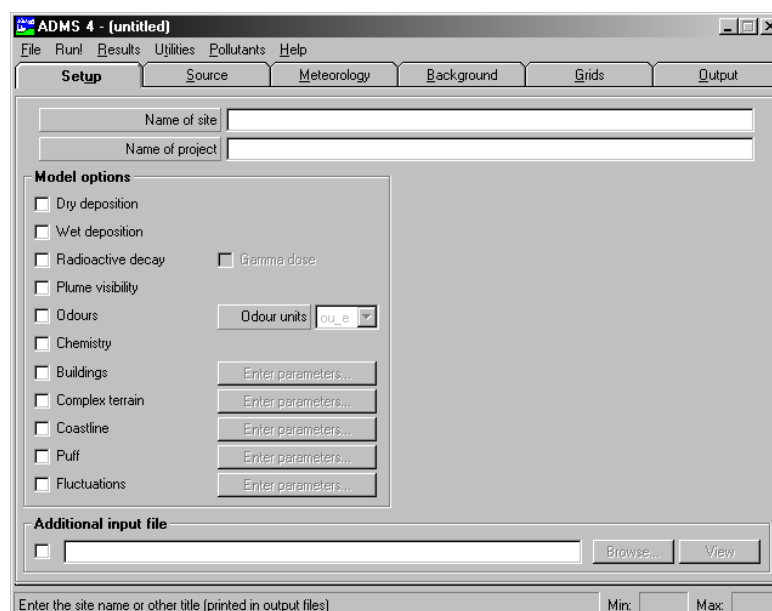 ADMS 4 - (untitled)
File Run! Results Utilities Pollutants Help
Setup Source Meteorology Background Grids Output
Name of site
Name of project
Model options
Dry deposition
Wet deposition
Radioactive decay Gamma dose
Plume visibility
Odours Odour units ou_e
Chemistry
Buildings Enter parameters...
Complex terrain Enter parameters...
Coastline Enter parameters...
Puff Enter parameters...
Fluctuations Enter parameters...
Additional input file
Browse... View
Enter the site name or other title (printed in output files) Min: Max: